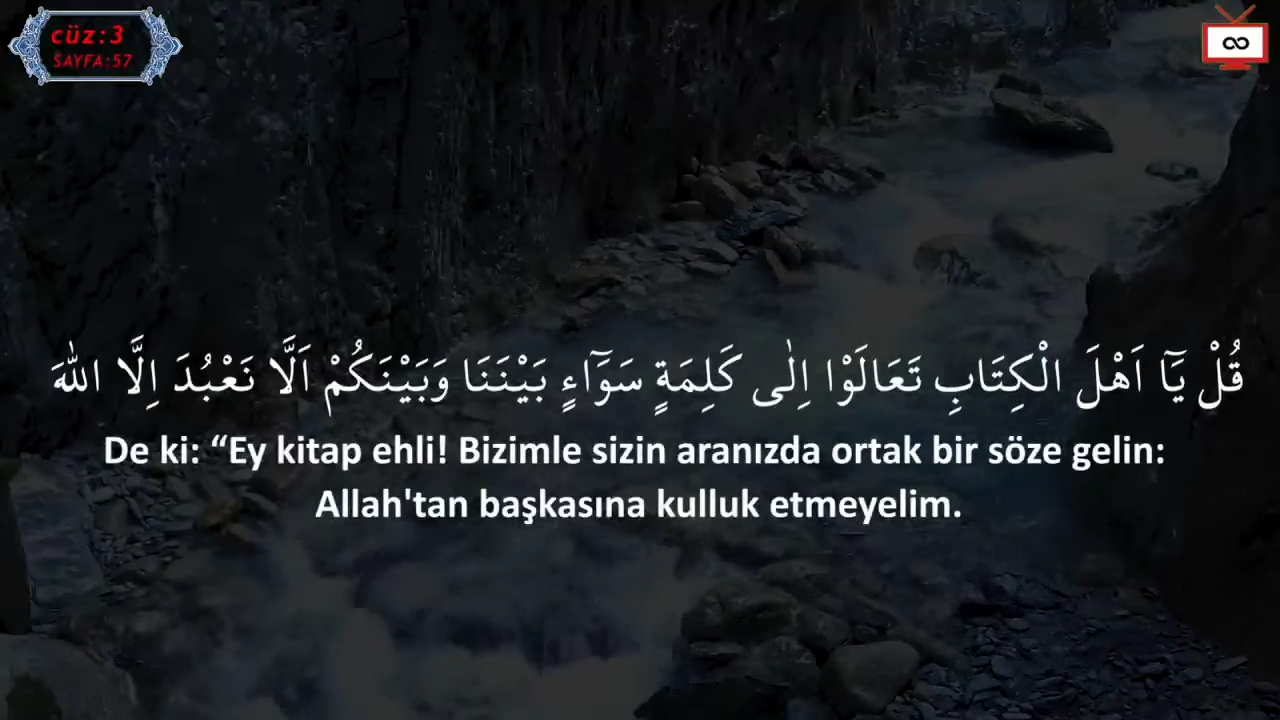 cüz:3
SAYFA:57
قُلْ يَٓا اَهْلَ الْكِتَابِ تَعَالَوْا اِلٰى كَلِمَةٍ سَوَٓاءٍ بَيْنَنَا وَبَيْنَكُمْ اَلَّا نَعْبُدَ اِلَّا اللّٰهَ
De ki: “Ey kitap ehli! Bizimle sizin aranızda ortak bir söze gelin:
Allah'tan başkasına kulluk etmeyelim.